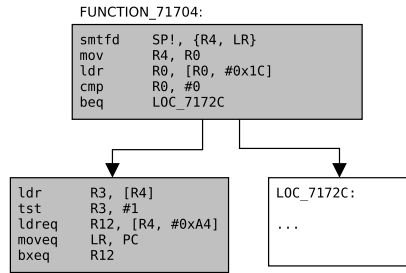 FUNCTION_71704:
smtfd SP!, {R4, LR}
mov R4, R0
ldr R0, [R0, #0x1C]
cmp R0, #0
beq LOC_7172C
ldr R3, [R4]
tst R3, #1
ldreq R12, [R4, #0xA4]
moveq LR, PC
bxeq R12
LOC_7172C:
...